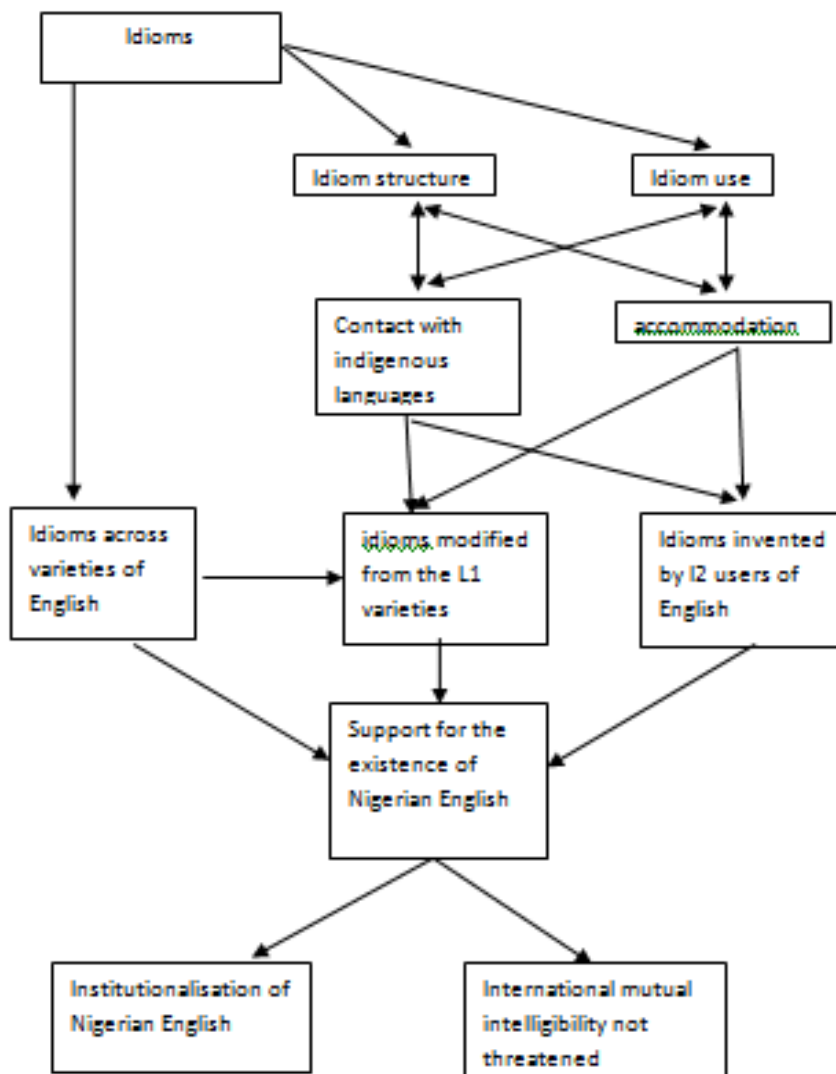 Idioms
Idiom structure
Idiom use
Contact with
indigenous
languages
accommodation
Idioms across
varieties of
English
idioms modified
from the L1
varieties
Idioms invented
by l2 users of
English
Support for the
existence of
Nigerian English
Institutionalisation of
Nigerian English
International mutual
intelligibility not
threatened